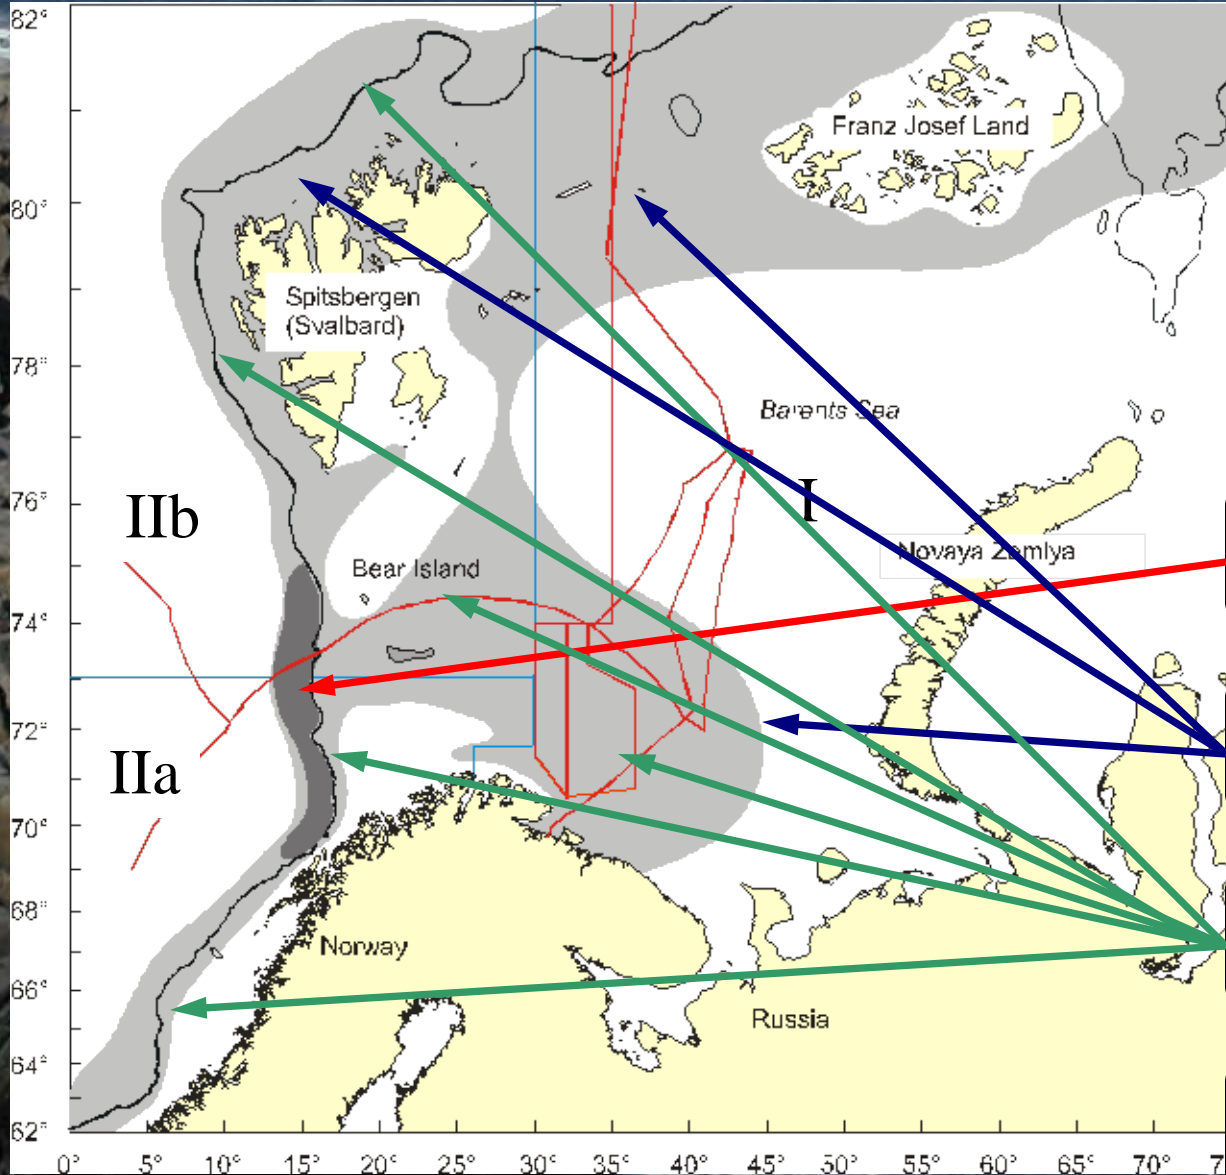 82°
Franz Josef Land
80°
Spitsbergen
(Svalbard)
78°
Barents Sea
76°
I
IIb
Novaya Zemlya
Bear Island
74°
72°
IIa
70°
68°
Norway
66°
Russia
64°
62°
0° 5° 10° 15° 20° 25° 30° 35° 40° 45° 50° 55° 60° 65° 70°